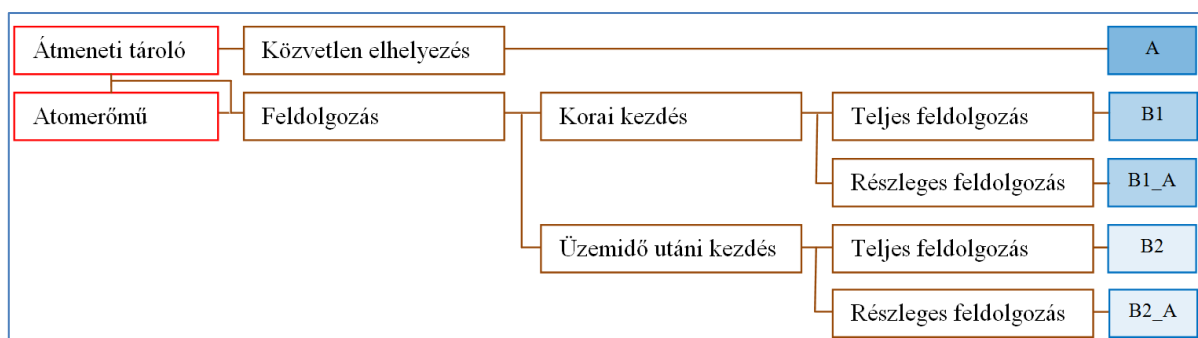 Átmeneti tároló Közvetlen elhelyezés A
Atomerőmű Feldolgozás Korai kezdés Teljes feldolgozás B1
Részleges feldolgozás B1_A
Üzemidő utáni kezdés Teljes feldolgozás B2
Részleges feldolgozás B2_A